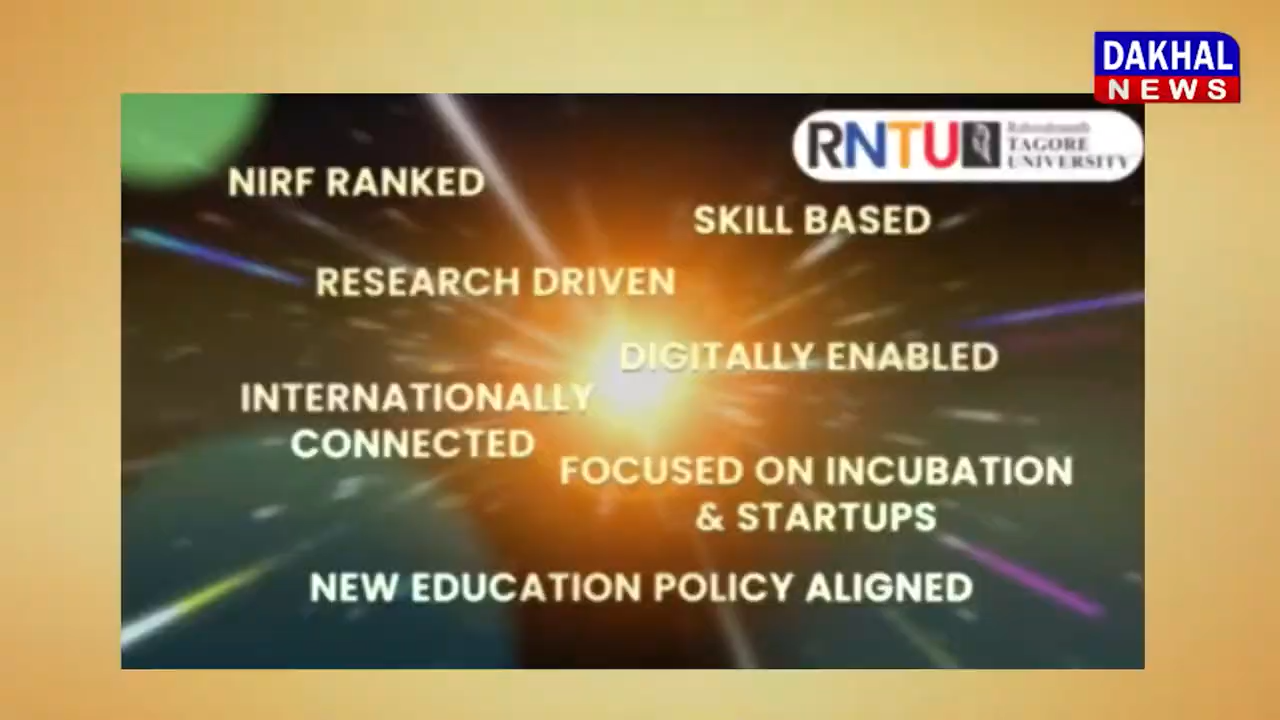 DAKHAL
NEWS
RNTU
Rabindranath
TAGORE
UNIVERSITY
NIRF RANKED
SKILL BASED
RESEARCH DRIVEN
DIGITALLY ENABLED
INTERNATIONALLY
CONNECTED
FOCUSED ON INCUBATION
& STARTUPS
NEW EDUCATION POLICY ALIGNED